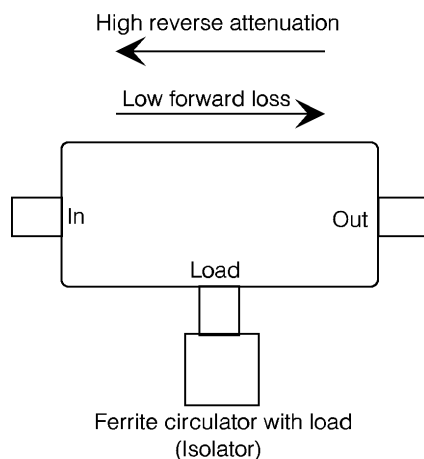 High reverse attenuation
Low forward loss
In
Out
Load
Ferrite circulator with load
(Isolator)